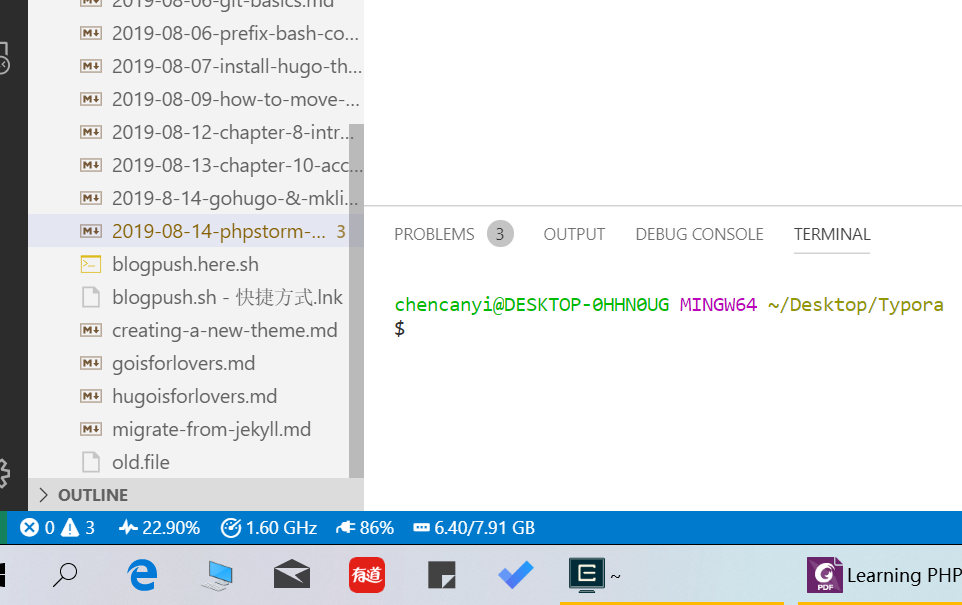 2019-08-06-git-basics.md
2019-08-06-prefix-bash-co...
2019-08-07-install-hugo-th...
2019-08-09-how-to-move-...
2019-08-12-chapter-8-intr...
2019-08-13-chapter-10-acc...
2019-8-14-gohugo-&-mkli...
2019-08-14-phpstorm-... 3
blogpush.here.sh
blogpush.sh - 快捷方式.lnk
creating-a-new-theme.md
goisforlovers.md
hugoisforlovers.md
migrate-from-jekyll.md
old.file
OUTLINE
PROBLEMS 3 OUTPUT DEBUG CONSOLE TERMINAL
chencanyi@DESKTOP-0HHN0UG MINGW64 ~/Desktop/Typora
$
0 3 22.90% 1.60 GHz 86% 6.40/7.91 GB
有道 ~ PDF Learning PHP